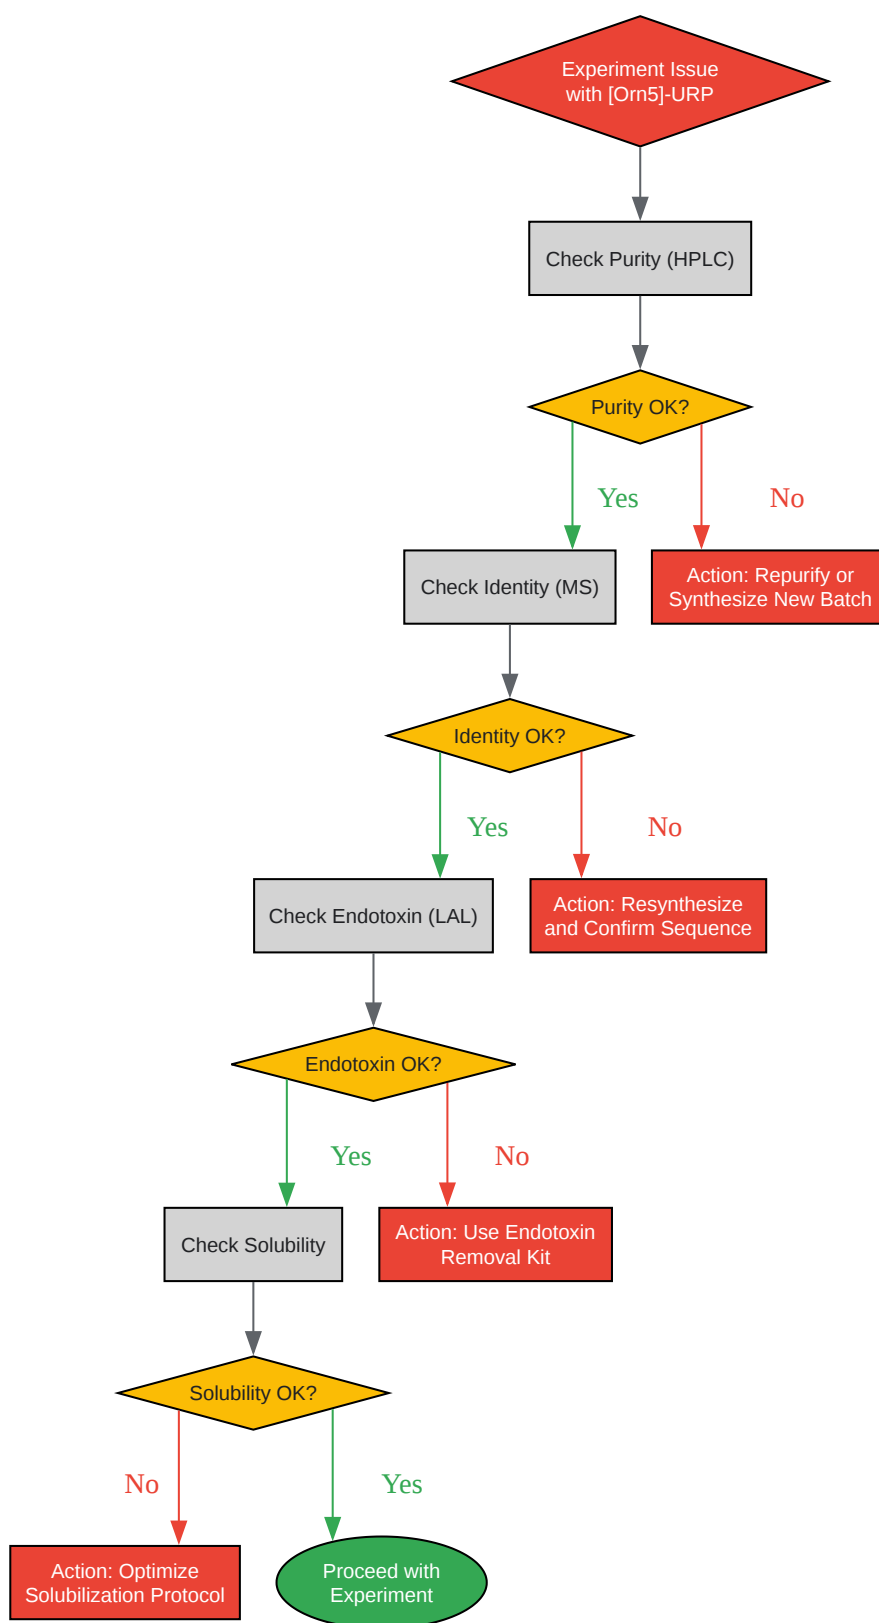 Experiment Issue
with [Orn5]-URP
Check Purity (HPLC)
Purity OK?
Yes
No
Check Identity (MS)
Action: Repurify or
Synthesize New Batch
Identity OK?
Yes
No
Check Endotoxin (LAL)
Action: Resynthesize
and Confirm Sequence
Endotoxin OK?
Yes
No
Check Solubility
Action: Use Endotoxin
Removal Kit
Solubility OK?
No
Yes
Action: Optimize
Solubilization Protocol
Proceed with
Experiment